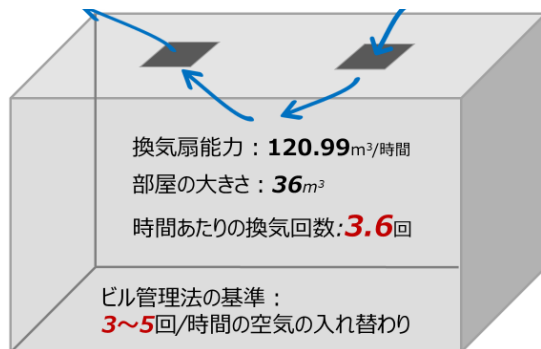 換気扇能力：120.99m³/時間
部屋の大きさ：36m³
時間あたりの換気回数:3.6回
ビル管理法の基準：
3～5回/時間の空気の入れ替わり